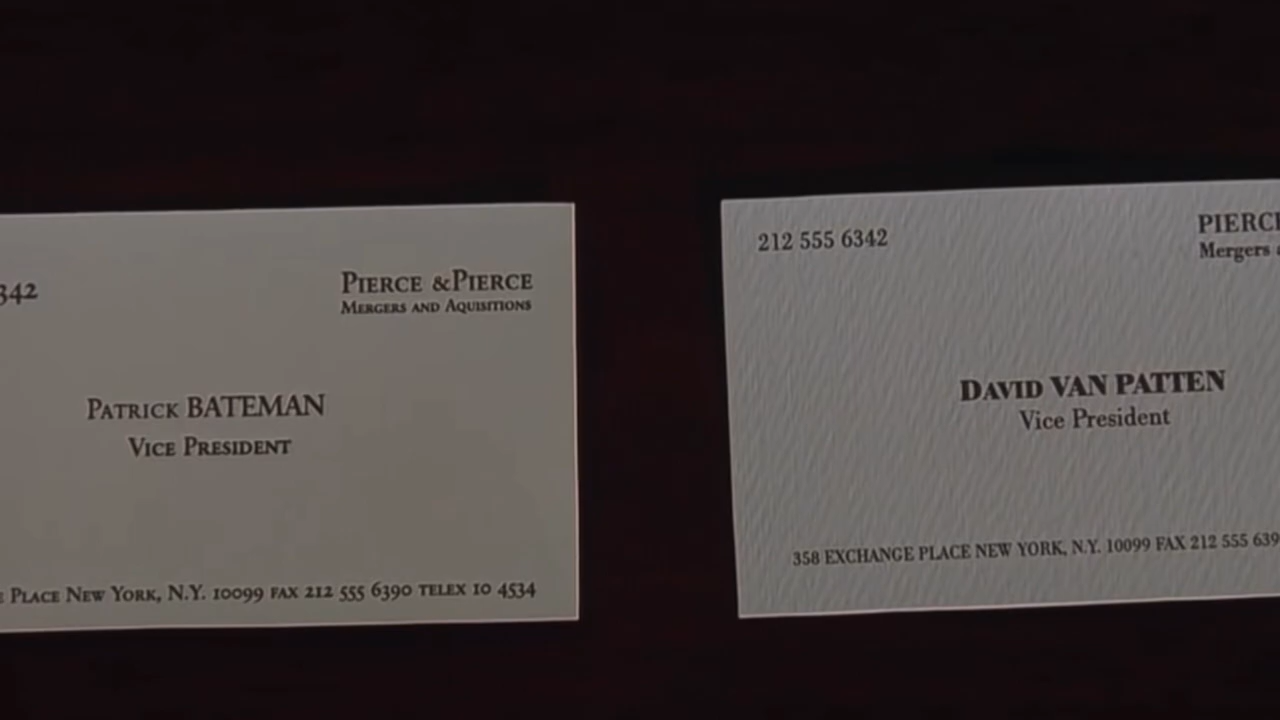 342
PIERCE &PIERCE
MERGERS AND AQUISITIONS
PATRICK BATEMAN
VICE PRESIDENT
PLACE NEW YORK, N.Y. 10099 FAX 212 555 6390 TELEX 10 4534
212 555 6342
PIERCE
Mergers
DAVID VAN PATTEN
Vice President
358 EXCHANGE PLACE NEW YORK, N.Y. 10099 FAX 212 555 639